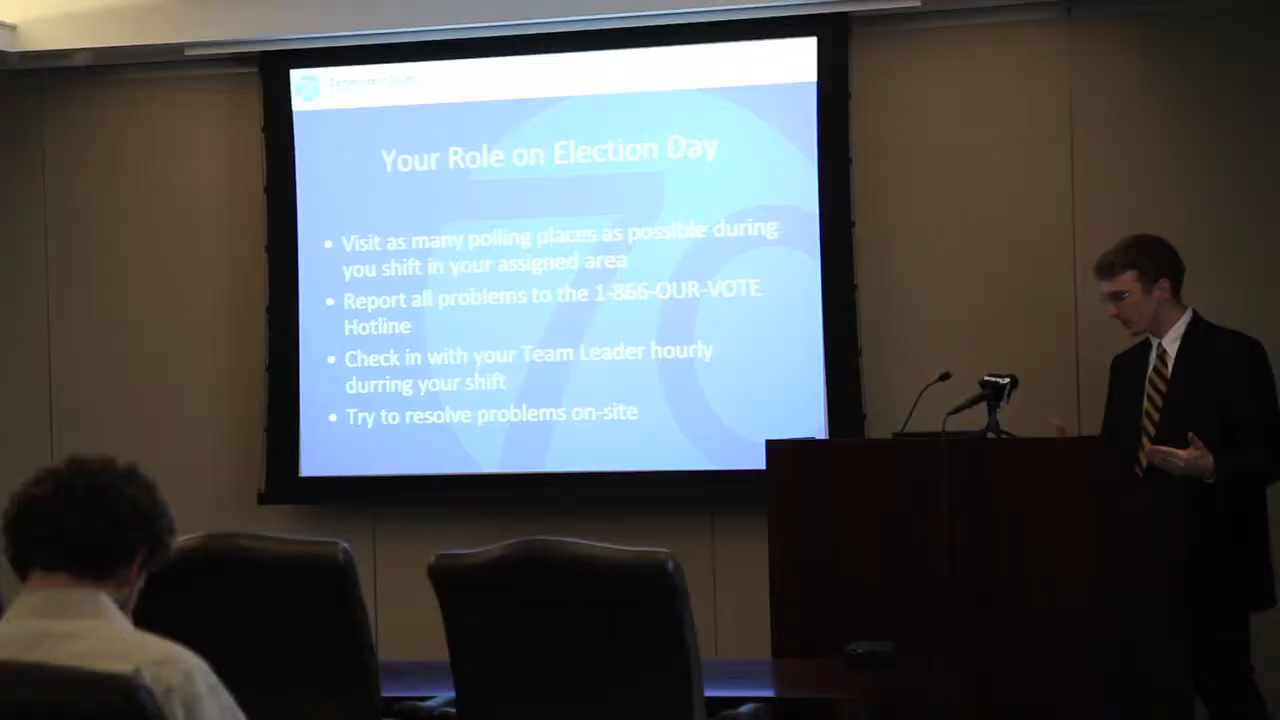 Your Role on Election Day
• Visit as many polling places as possible during
you shift in your assigned area
• Report all problems to the 1-866-OUR-VOTE
Hotline
• Check in with your Team Leader hourly
durring your shift
• Try to resolve problems on-site
70